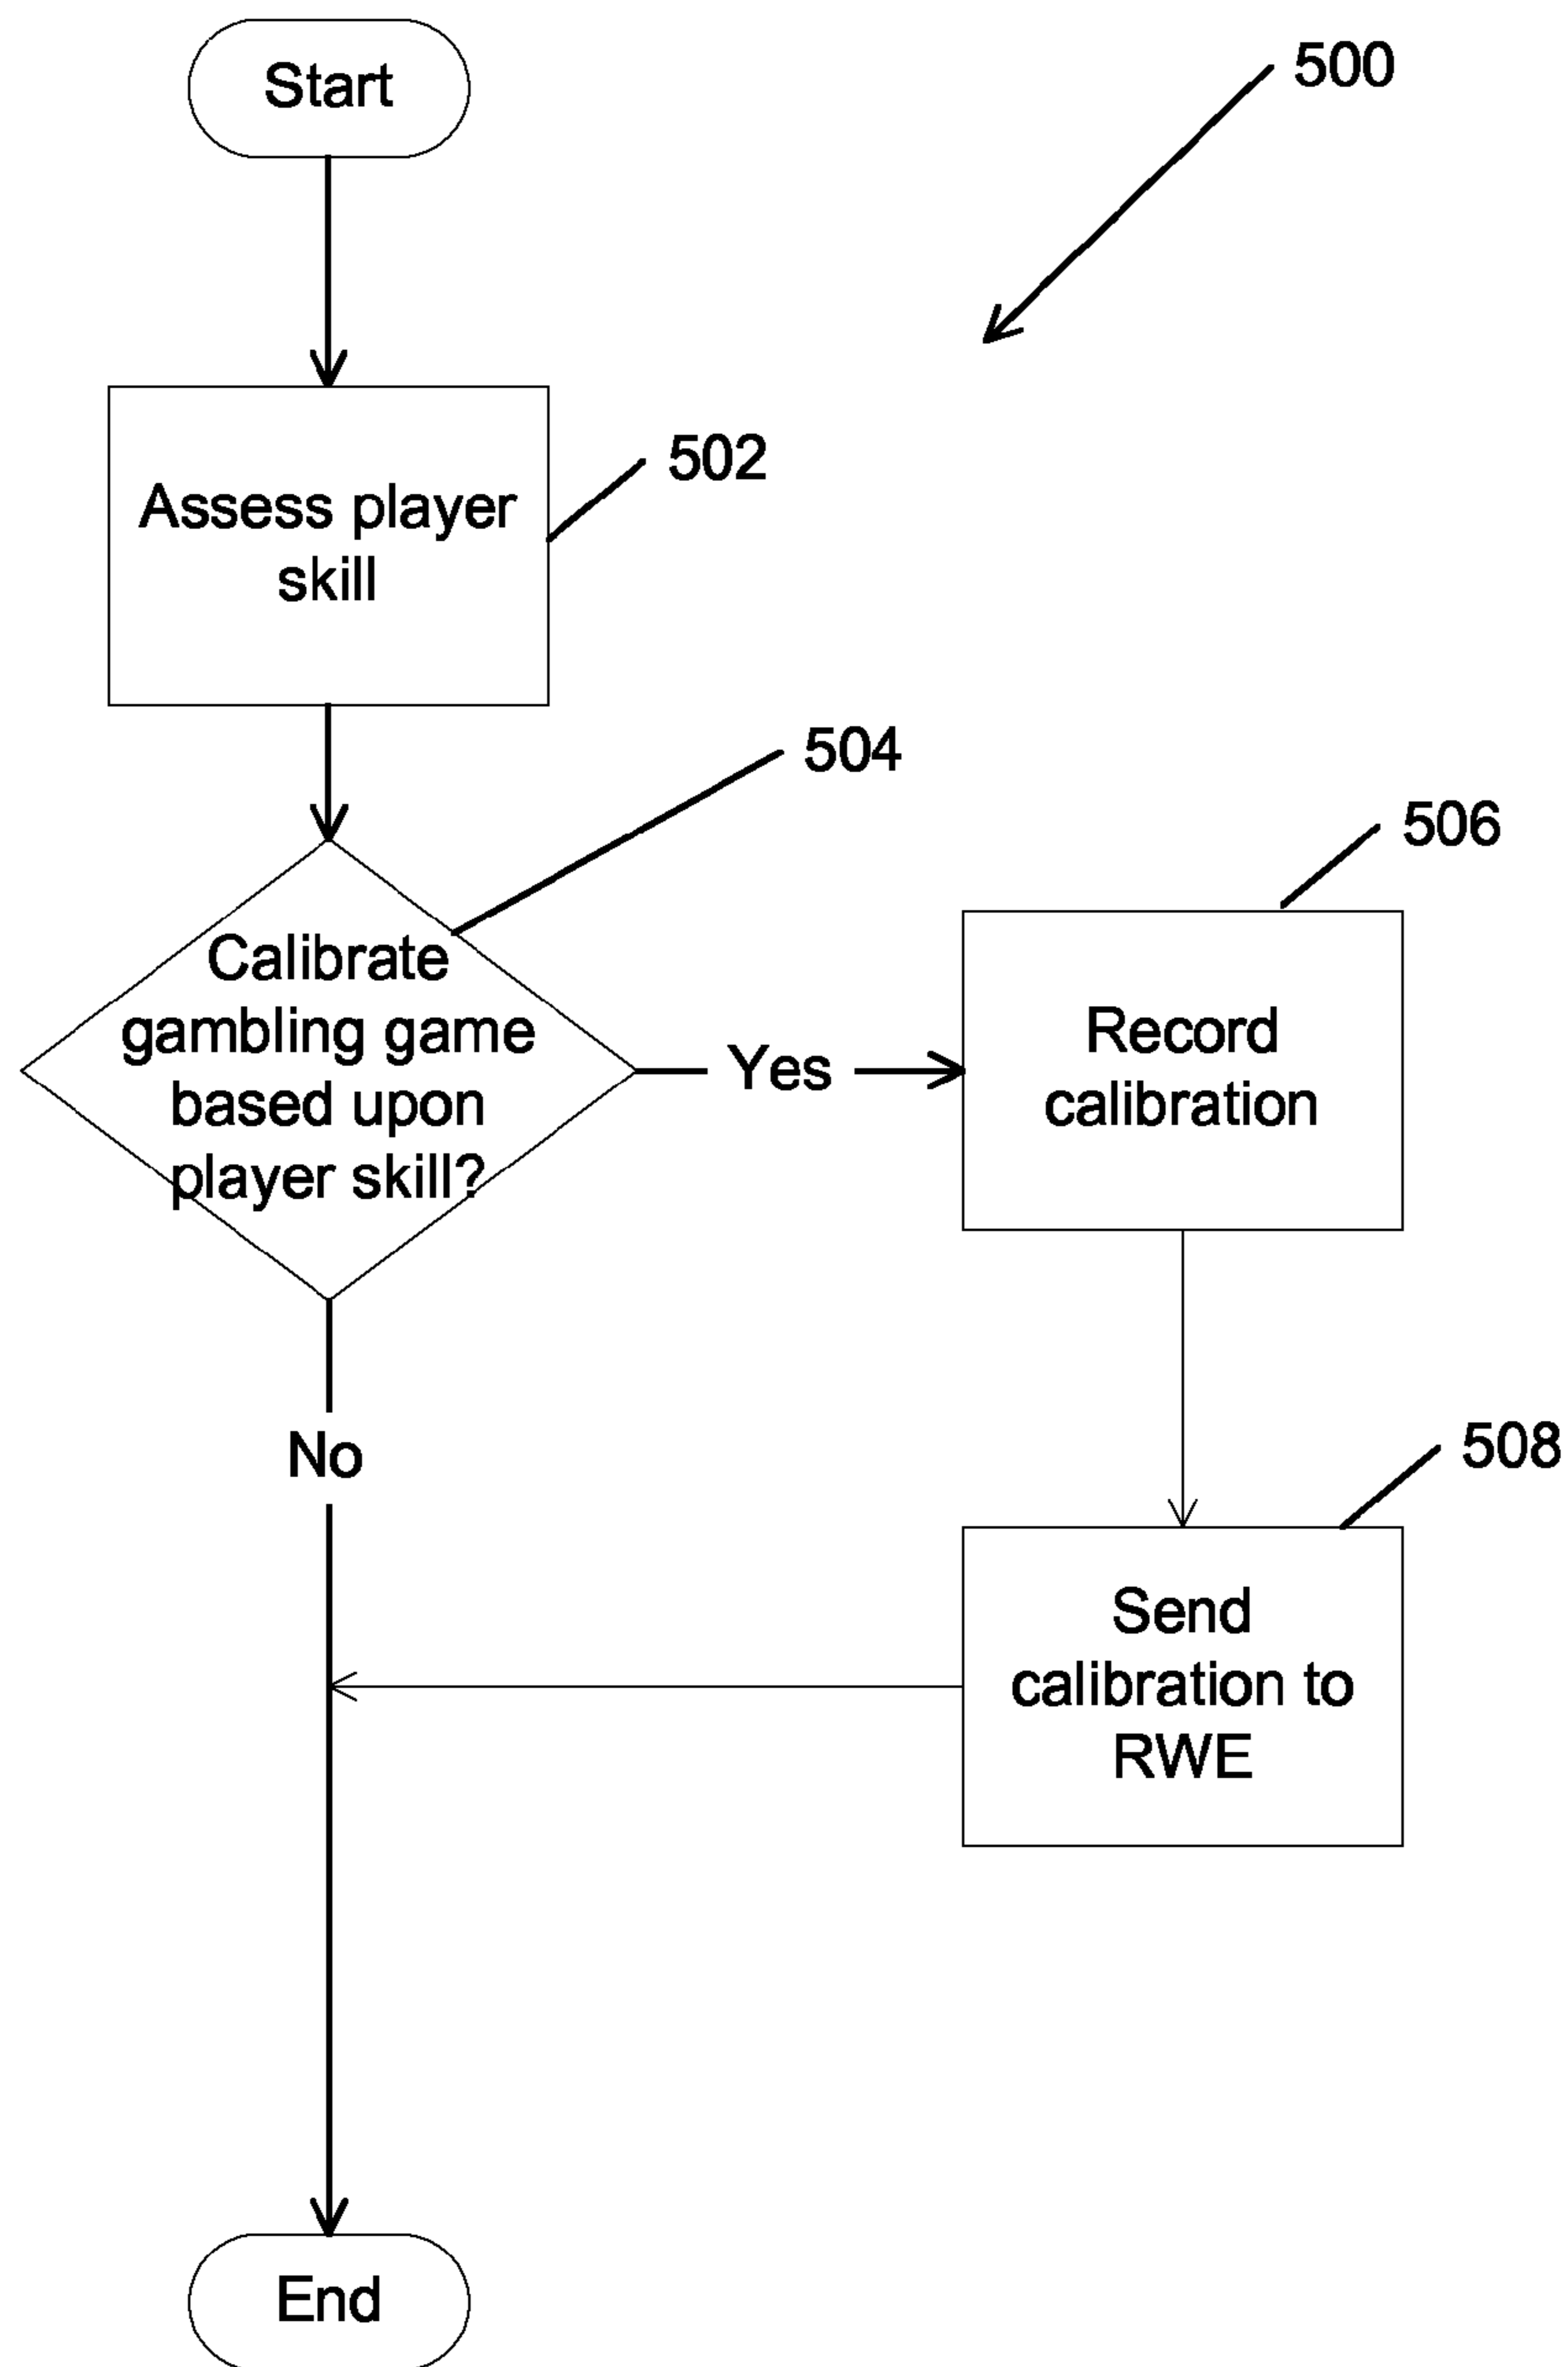 Start
500
Assess player
skill
502
504
Calibrate
gambling game
based upon
player skill?
Yes
506
Record
calibration
No
508
Send
calibration to
RWE
End